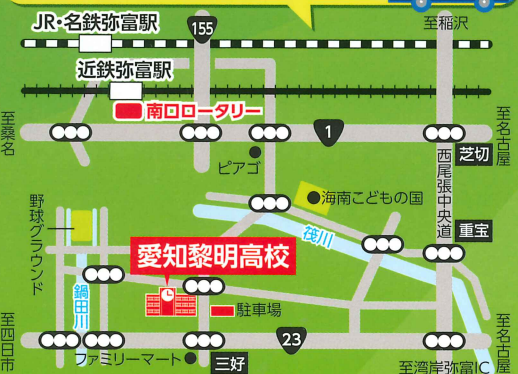 JR・名鉄弥富駅
155
至稲沢
近鉄弥富駅
南口ロータリー
至桑名
1
至名古屋
ピアゴ
西尾張中央道
芝切
野球グラウンド
海南こどもの国
筏川
重宝
愛知黎明高校
鍋田川
駐車場
至四日市
23
至名古屋
ファミリーマート
三好
至湾岸弥富IC